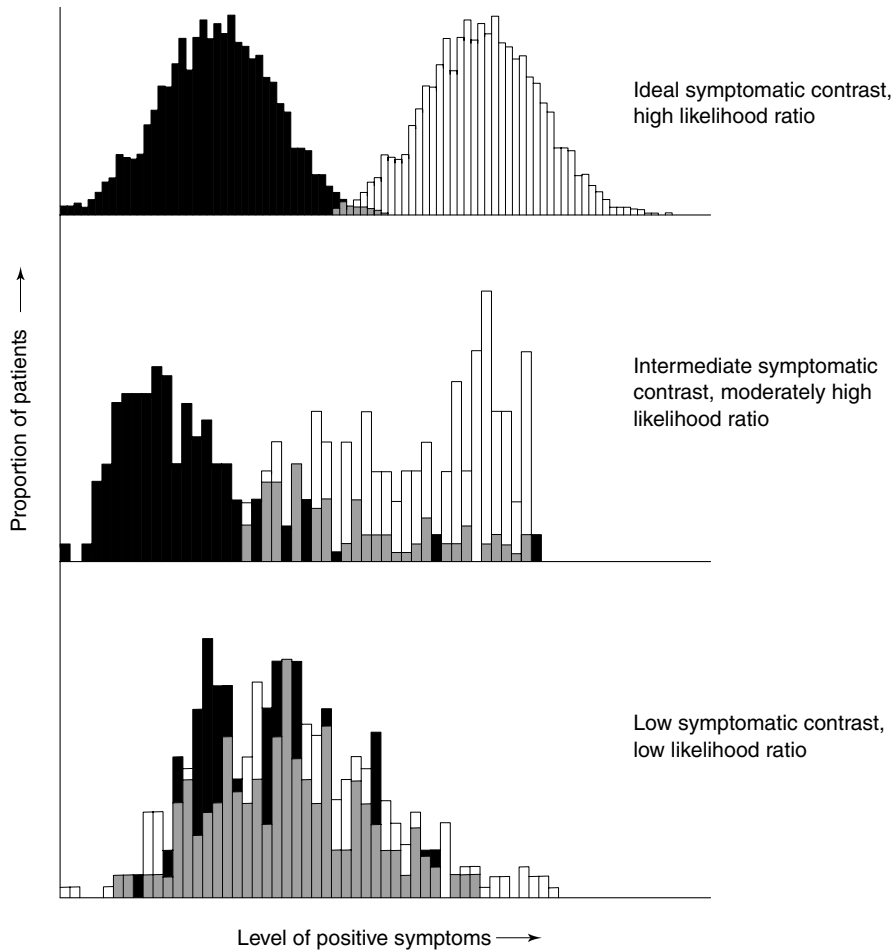 Ideal symptomatic contrast,
high likelihood ratio
Proportion of patients
Intermediate symptomatic
contrast, moderately high
likelihood ratio
Low symptomatic contrast,
low likelihood ratio
Level of positive symptoms